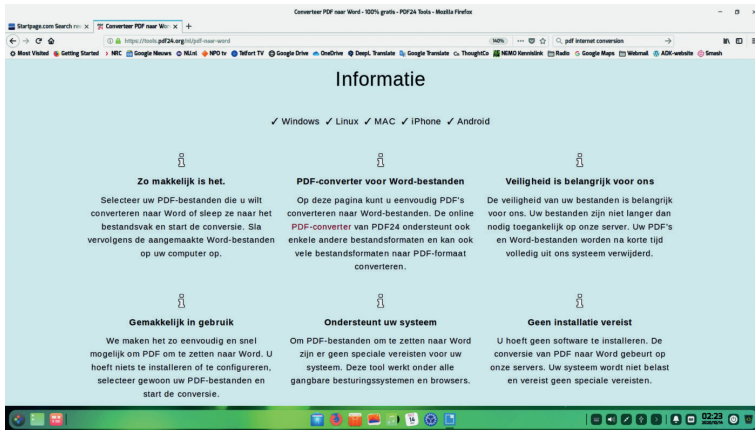 Converteer PDF naar Word - 100% gratis - PDF24 Tools - Mozilla Firefox
Startpage.com Search
Converteer PDF naar Wor
https://tools.pdf24.org/nl/pdf-naar-word
140%
pdf internet conversion
Most Visited Getting Started NRC Google Nieuws NU.nl NPO tv Telfort TV Google Drive OneDrive DeepL Translate Google Translate ThoughtCo NEMO Kennislink Radio Google Maps Webmail AOK-website Smash
Informatie
✓ Windows ✓ Linux ✓ MAC ✓ iPhone ✓ Android
Zo makkelijk is het.
Selecteer uw PDF-bestanden die u wilt
converteren naar Word of sleep ze naar het
bestandsvak en start de conversie. Sla
vervolgens de aangemaakte Word-bestanden
op uw computer op.
PDF-converter voor Word-bestanden
Op deze pagina kunt u eenvoudig PDF's
converteren naar Word-bestanden. De online
PDF-converter van PDF24 ondersteunt ook
enkele andere bestandsformaten en kan ook
vele bestandsformaten naar PDF-formaat
converteren.
Veiligheid is belangrijk voor ons
De veiligheid van uw bestanden is belangrijk
voor ons. Uw bestanden zijn niet langer dan
nodig toegankelijk op onze server. Uw PDF's
en Word-bestanden worden na korte tijd
volledig uit ons systeem verwijderd.
Gemakkelijk in gebruik
We maken het zo eenvoudig en snel
mogelijk om PDF om te zetten naar Word. U
hoeft niets te installeren of te configureren,
selecteer gewoon uw PDF-bestanden en
start de conversie.
Ondersteunt uw systeem
Om PDF-bestanden om te zetten naar Word
zijn er geen speciale vereisten voor uw
systeem. Deze tool werkt onder alle
gangbare besturingssystemen en browsers.
Geen installatie vereist
U hoeft geen software te installeren. De
conversie van PDF naar Word gebeurt op
onze servers. Uw systeem wordt niet belast
en vereist geen speciale vereisten.
14
02:23